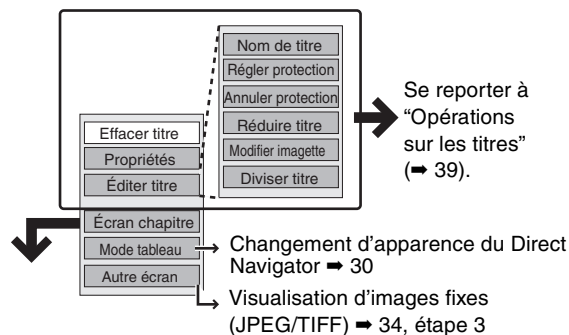 Nom de titre
Régler protection
Annuler protection
Réduire titre
Modifier imagette
Diviser titre
Se reporter à
“Opérations
sur les titres”
(➡ 39).
Effacer titre
Propriétés
Éditer titre
Écran chapitre
Mode tableau
Autre écran
Changement d’apparence du Direct
Navigator ➡ 30
Visualisation d’images fixes
(JPEG/TIFF) ➡ 34, étape 3